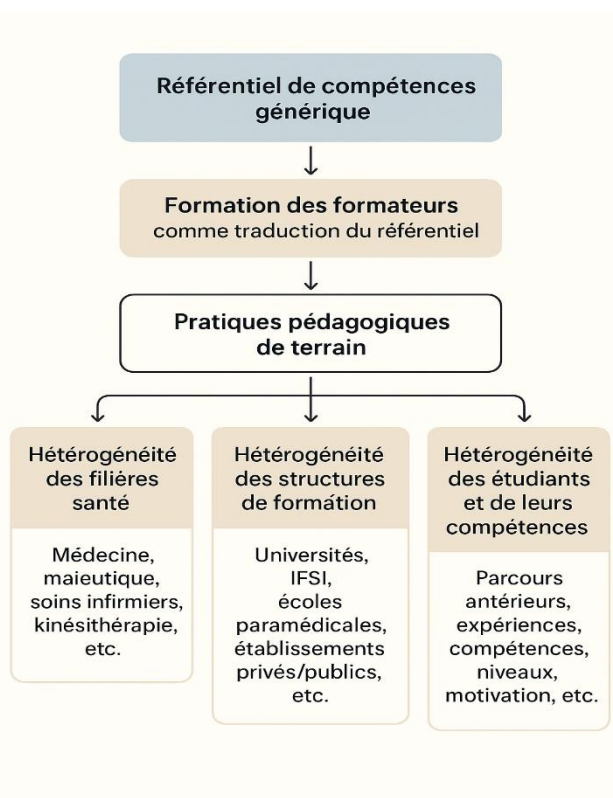 Référentiel de compétences
générique
Formation des formateurs
comme traduction du référentiel
Pratiques pédagogiques
de terrain
Hétérogénéité
des filières
santé
Médecine,
maieutique,
soins infirmiers,
kinésithérapie,
etc.
Hétérogénéité
des structures
de formátion
Universités,
IFSI,
écoles
paramédicales,
établissements
privés/publics,
etc.
Hétérogénéité
des étudiants
et de leurs
compétences
Parcours
antérieurs,
expériences,
compétences,
niveaux,
motivation, etc.